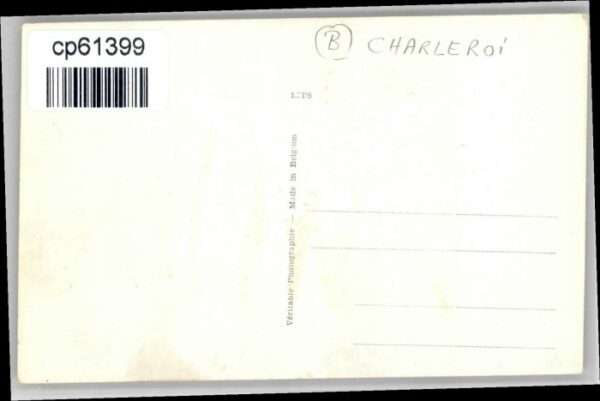 cp61399
(B) CHARLEROi
Véritable Photographie — Made in Belgium